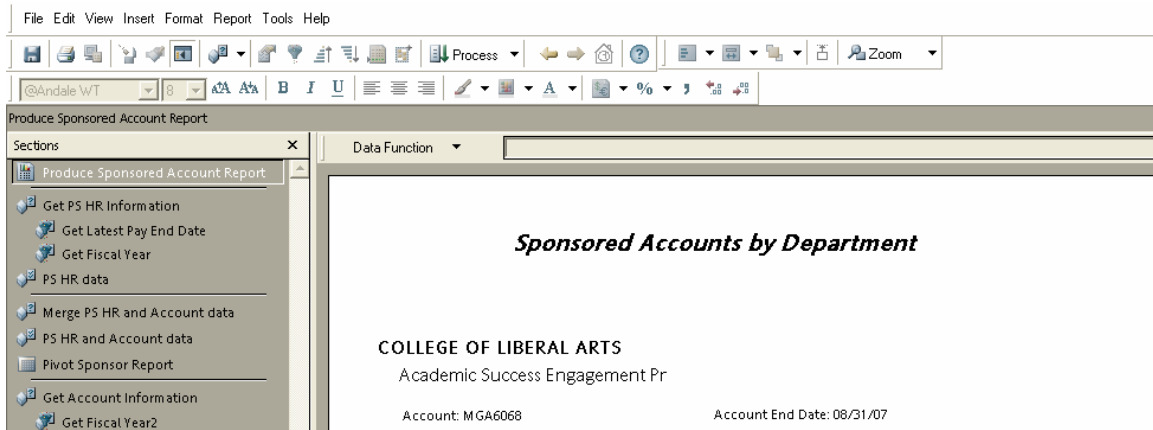 File Edit View Insert Format Report Tools Help
Process Zoom
@Andale WT 8 B I U A %
Produce Sponsored Account Report
Sections
Data Function
Produce Sponsored Account Report
Get PS HR Information
Get Latest Pay End Date
Get Fiscal Year
PS HR data
Merge PS HR and Account data
PS HR and Account data
Pivot Sponsor Report
Get Account Information
Get Fiscal Year2
Sponsored Accounts by Department
COLLEGE OF LIBERAL ARTS
Academic Success Engagement Pr
Account: MGA6068 Account End Date: 08/31/07